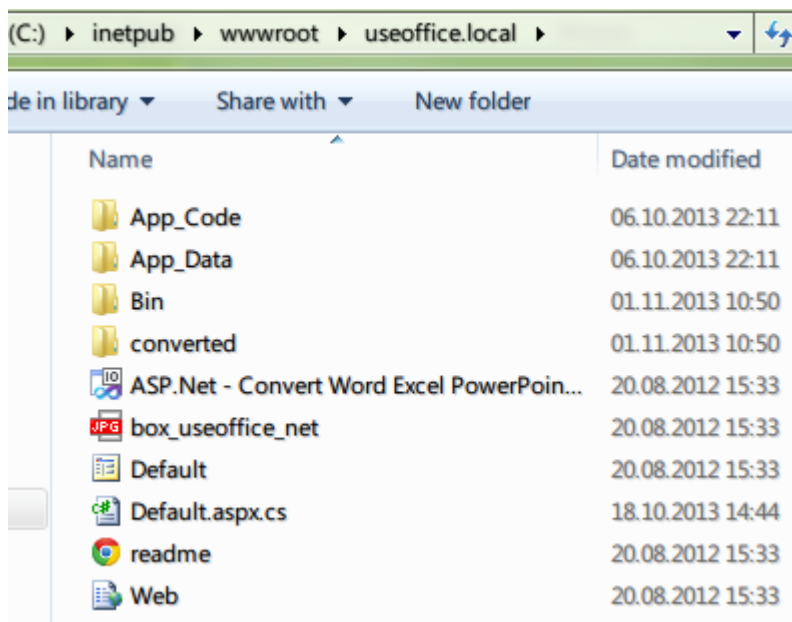 (C:) inetpub wwwroot useoffice.local
de in library Share with New folder
Name Date modified
App_Code 06.10.2013 22:11
App_Data 06.10.2013 22:11
Bin 01.11.2013 10:50
converted 01.11.2013 10:50
ASP.Net - Convert Word Excel PowerPoin... 20.08.2012 15:33
JPG box_useoffice_net 20.08.2012 15:33
Default 20.08.2012 15:33
c# Default.aspx.cs 18.10.2013 14:44
readme 20.08.2012 15:33
Web 20.08.2012 15:33